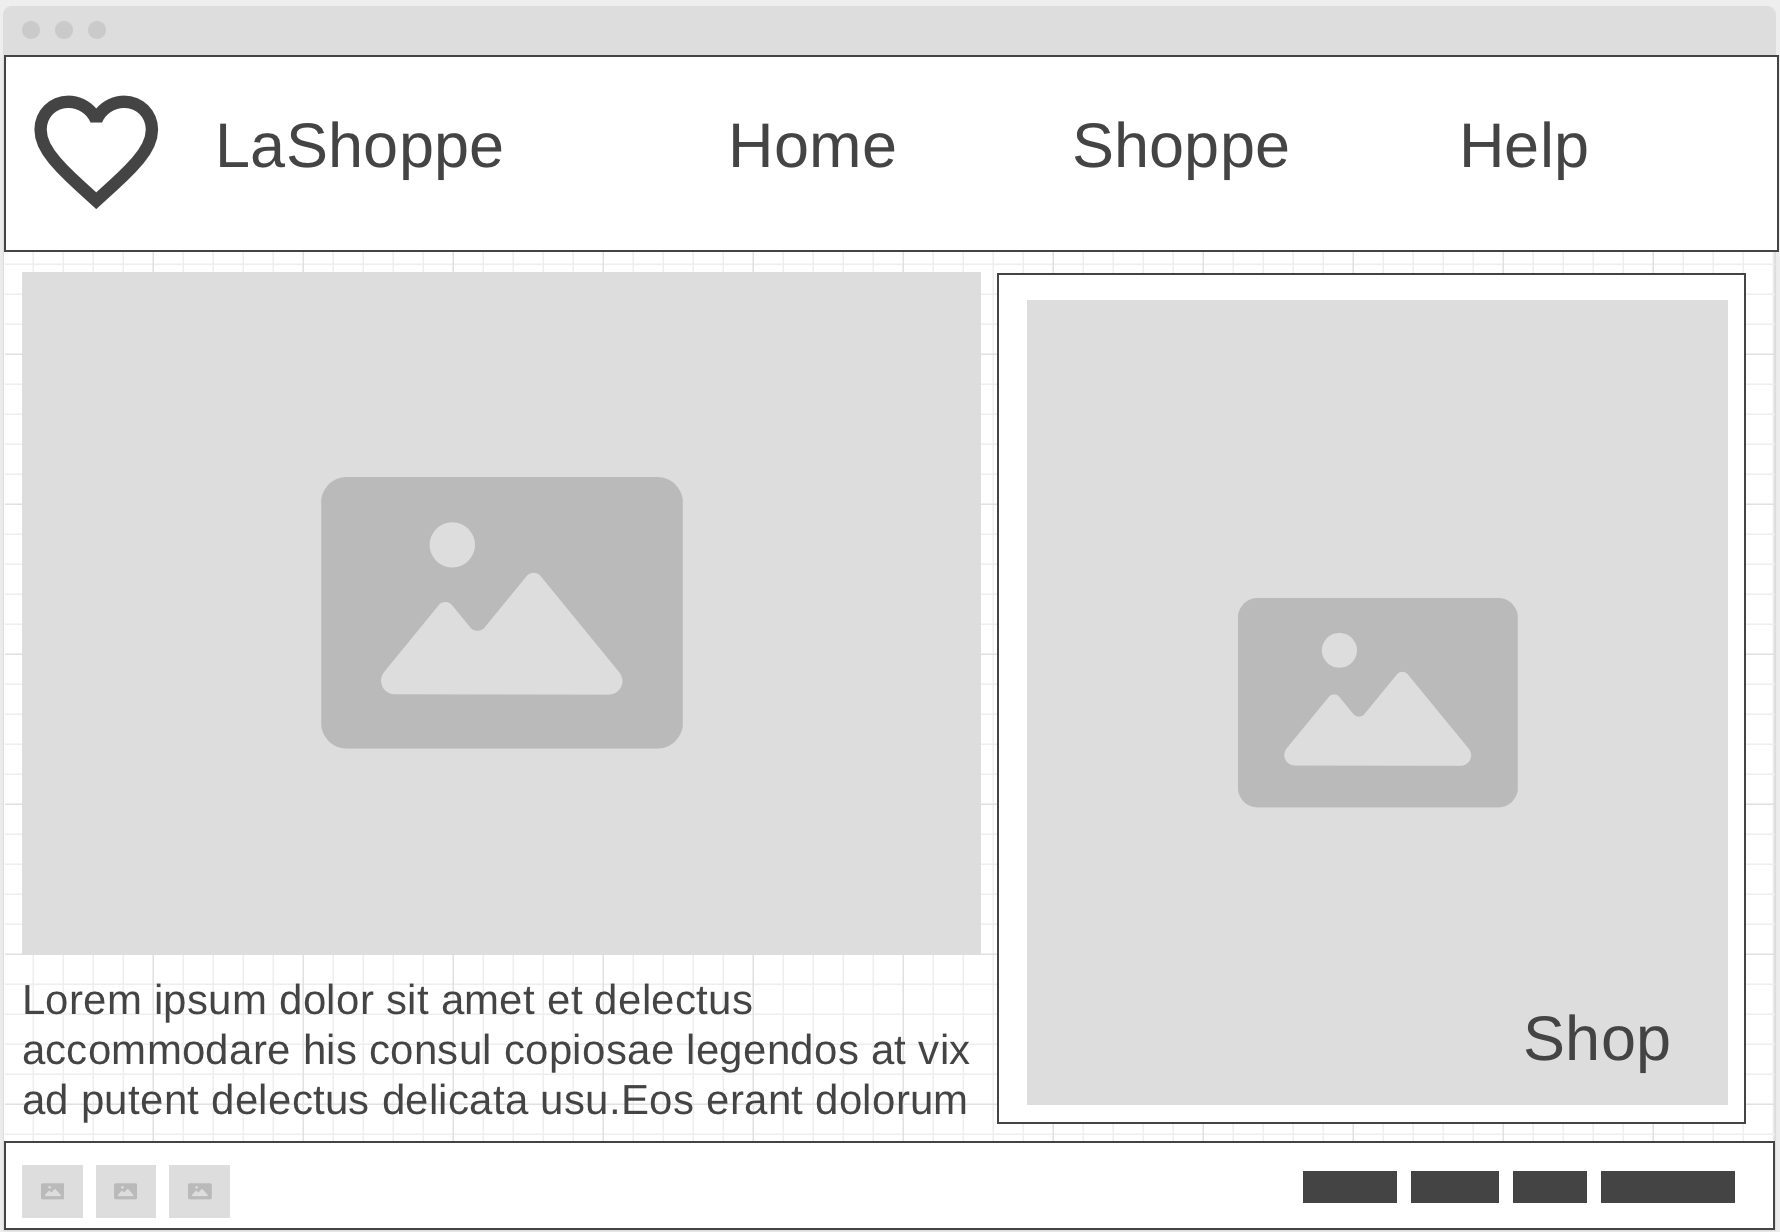 LaShoppe
Home
Shoppe
Help
Lorem ipsum dolor sit amet et delectus
accommodare his consul copiosae legendos at vix
ad putent delectus delicata usu.Eos erant dolorum
Shop